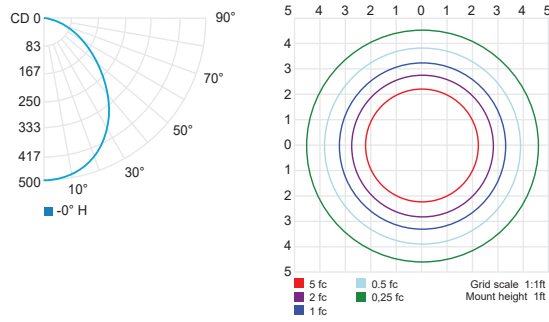 CD 0
83
167
250
333
417
500
10°
30°
50°
70°
90°
-0° H
5 4 3 2 1 0 1 2 3 4 5
4
3
2
1
0
1
2
3
4
5
5 fc
2 fc
1 fc
0.5 fc
0,25 fc
Grid scale 1:1ft
Mount height 1ft